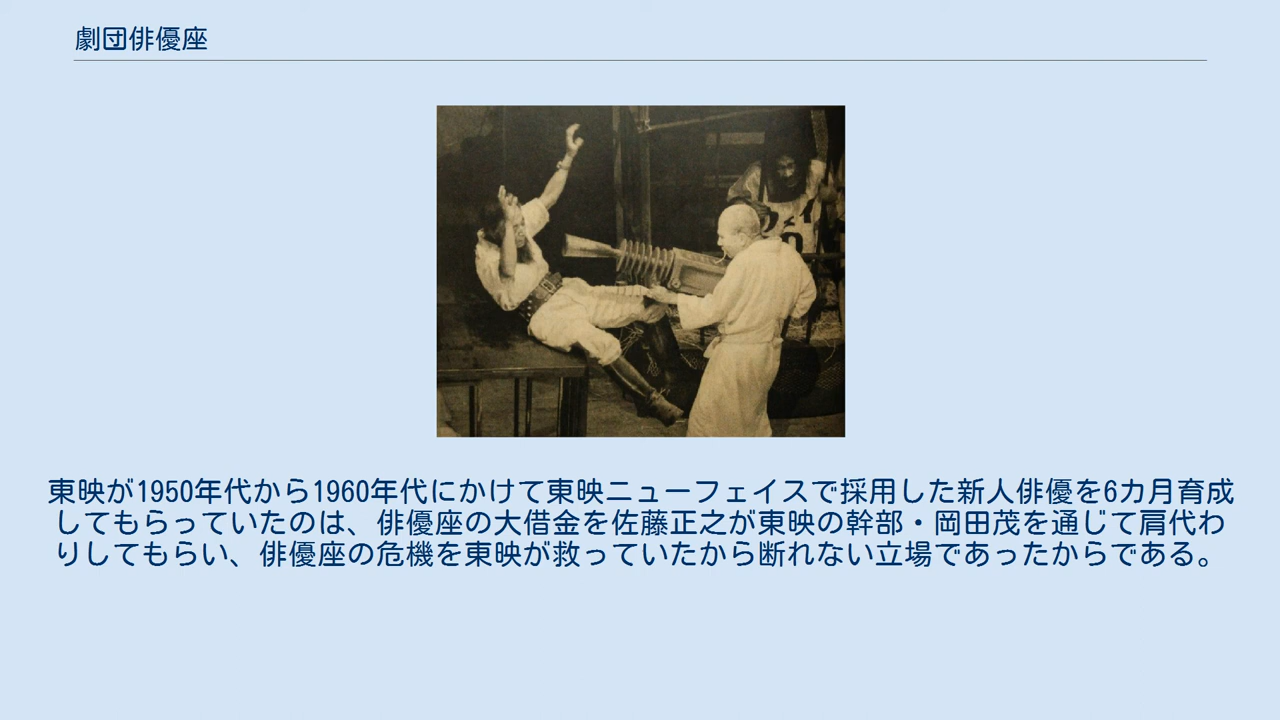 劇団俳優座
東映が1950年代から1960年代にかけて東映ニューフェイスで採用した新人俳優を6カ月育成
してもらっていたのは、俳優座の大借金を佐藤正之が東映の幹部・岡田茂を通じて肩代わ
りしてもらい、俳優座の危機を東映が救っていたから断れない立場であったからである。